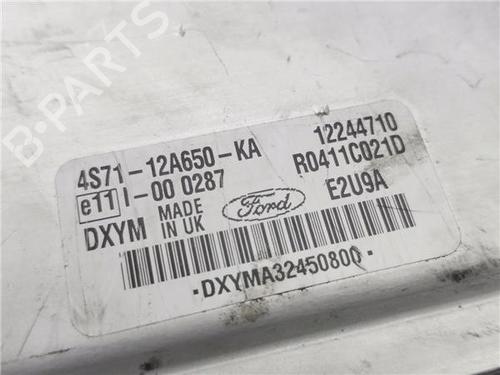 B-PARTS
4S71-12A650-KA 12244710
e11 I-00 0287 R0411C021D
DXYM MADE IN UK Ford E2U9A
·DXYMA32450800·